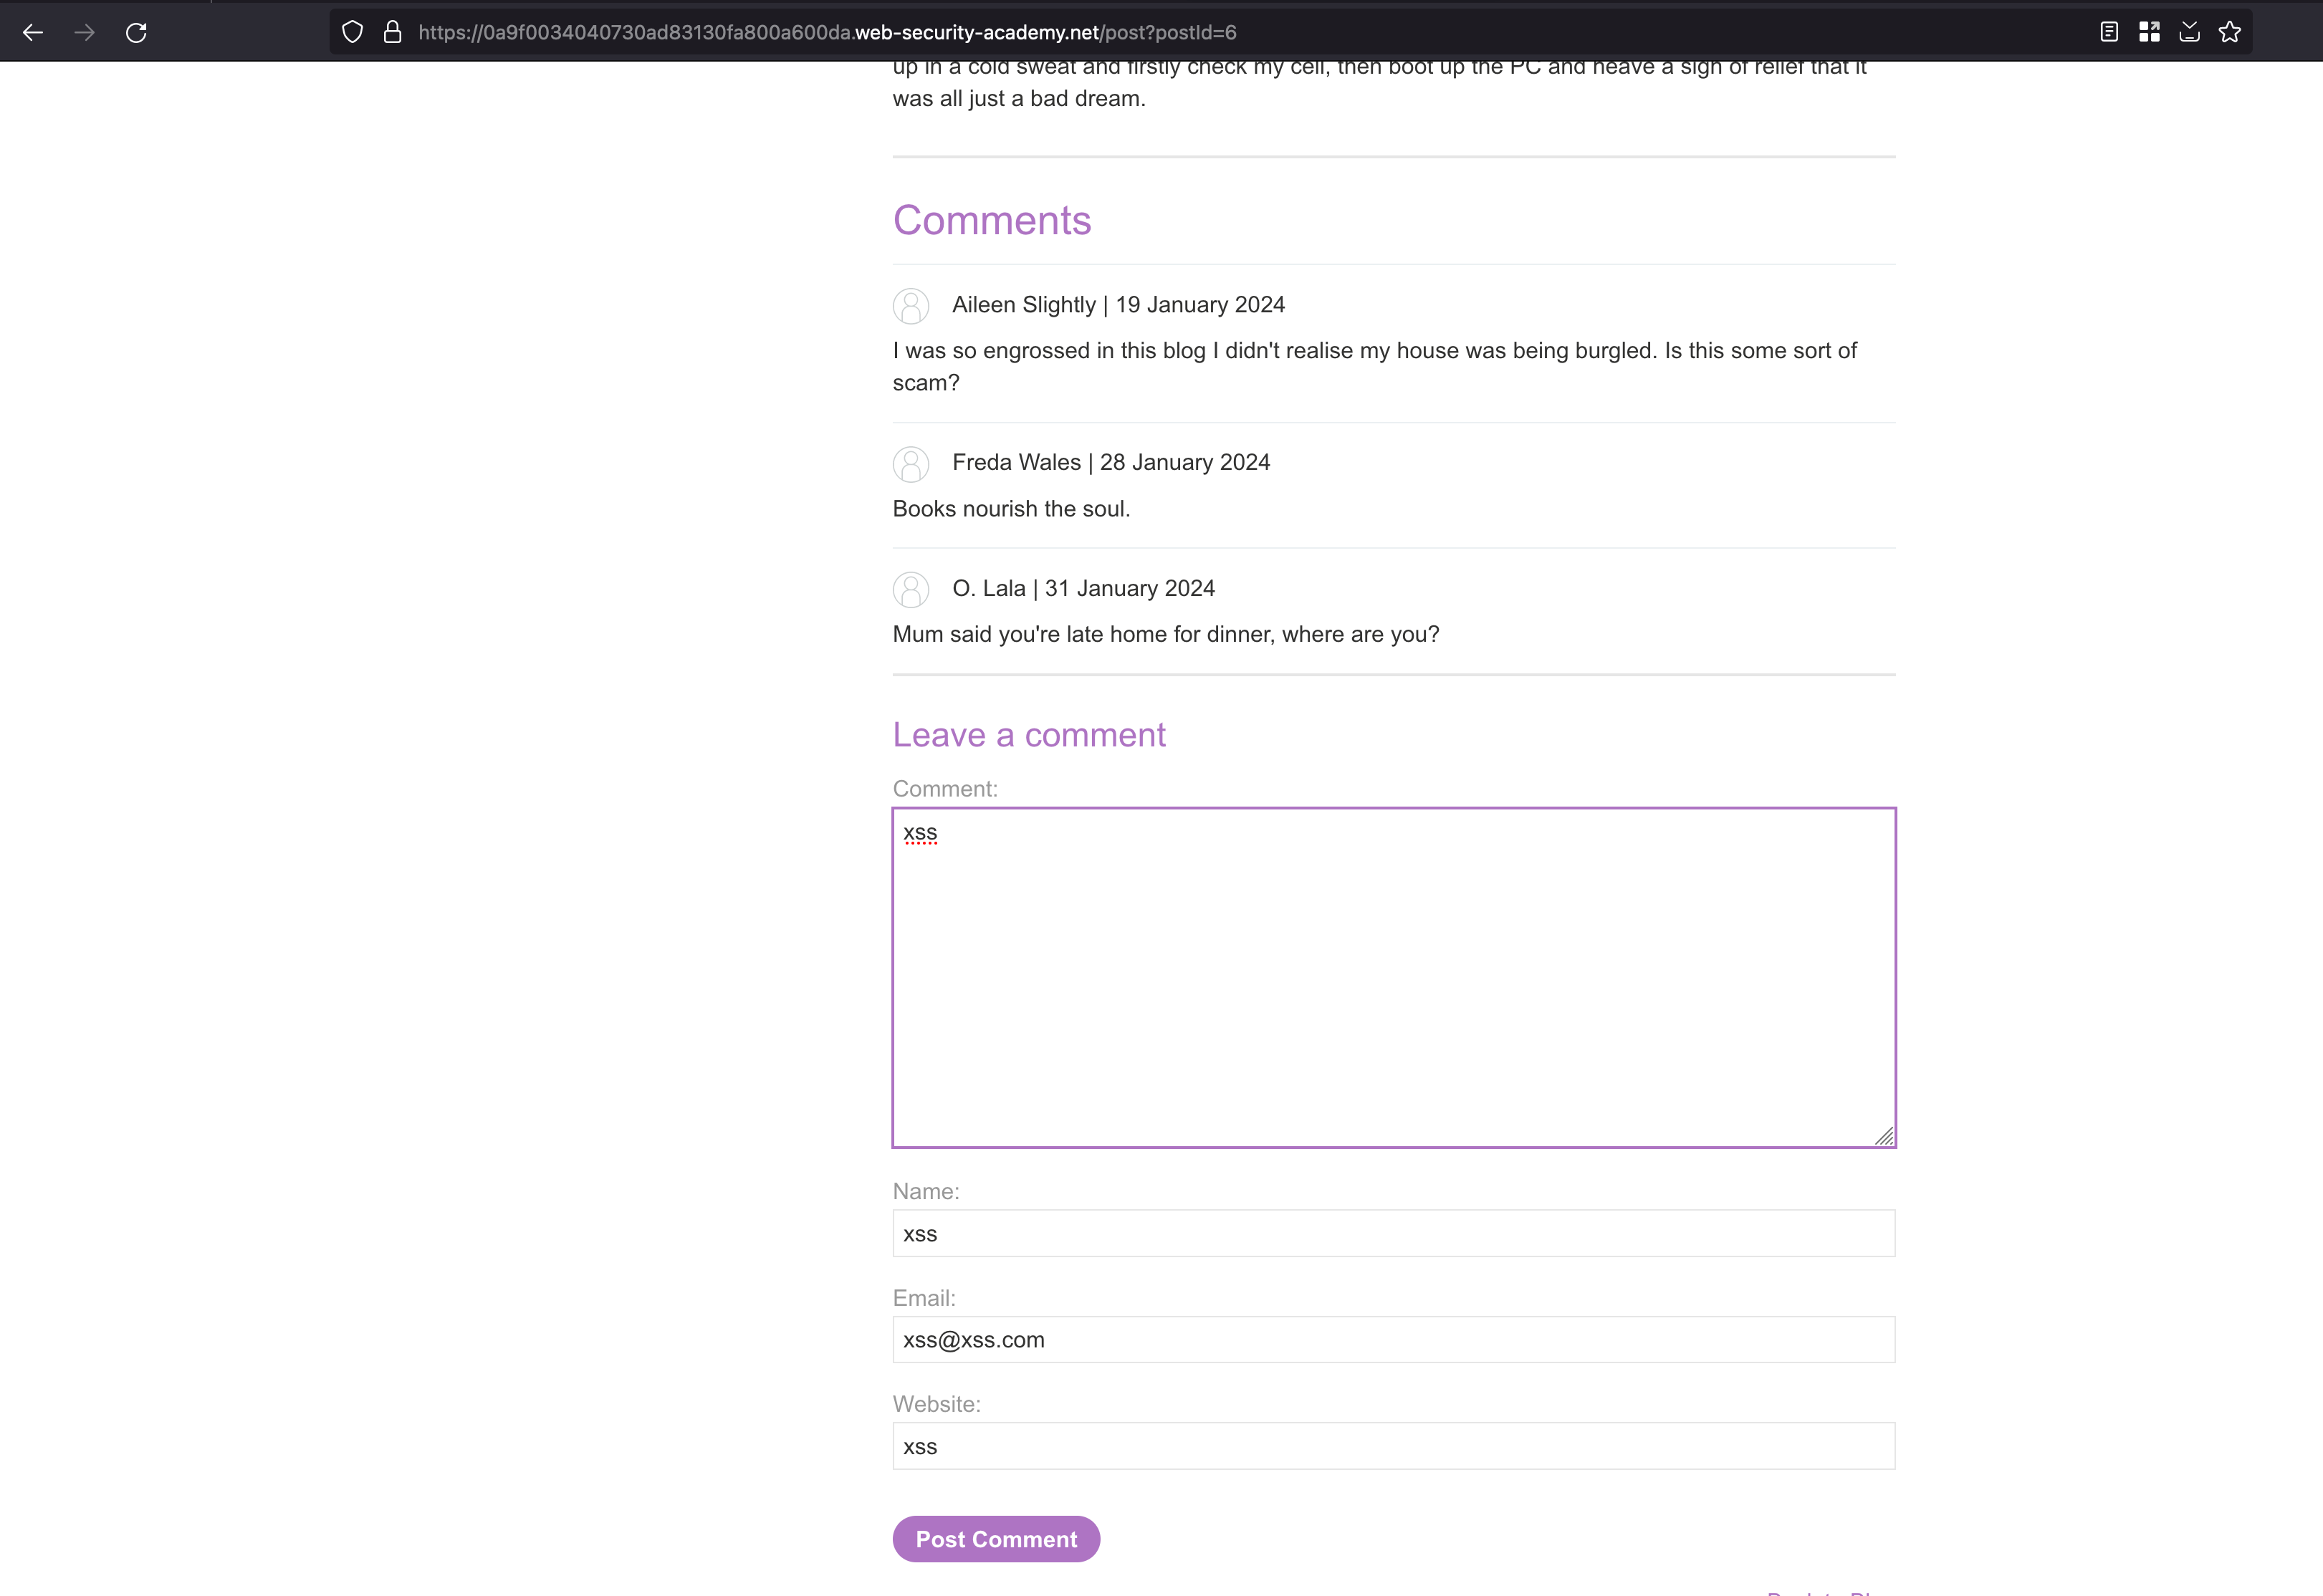 https://0a9f0034040730ad83130fa800a600da.web-security-academy.net/post?postId=6
up in a cold sweat and firstly check my cell, then boot up the PC and heave a sigh of relief that it
was all just a bad dream.
Comments
Aileen Slightly | 19 January 2024
I was so engrossed in this blog I didn't realise my house was being burgled. Is this some sort of
scam?
Freda Wales | 28 January 2024
Books nourish the soul.
O. Lala | 31 January 2024
Mum said you're late home for dinner, where are you?
Leave a comment
Comment:
xss
Name:
xss
Email:
xss@xss.com
Website:
xss
Post Comment